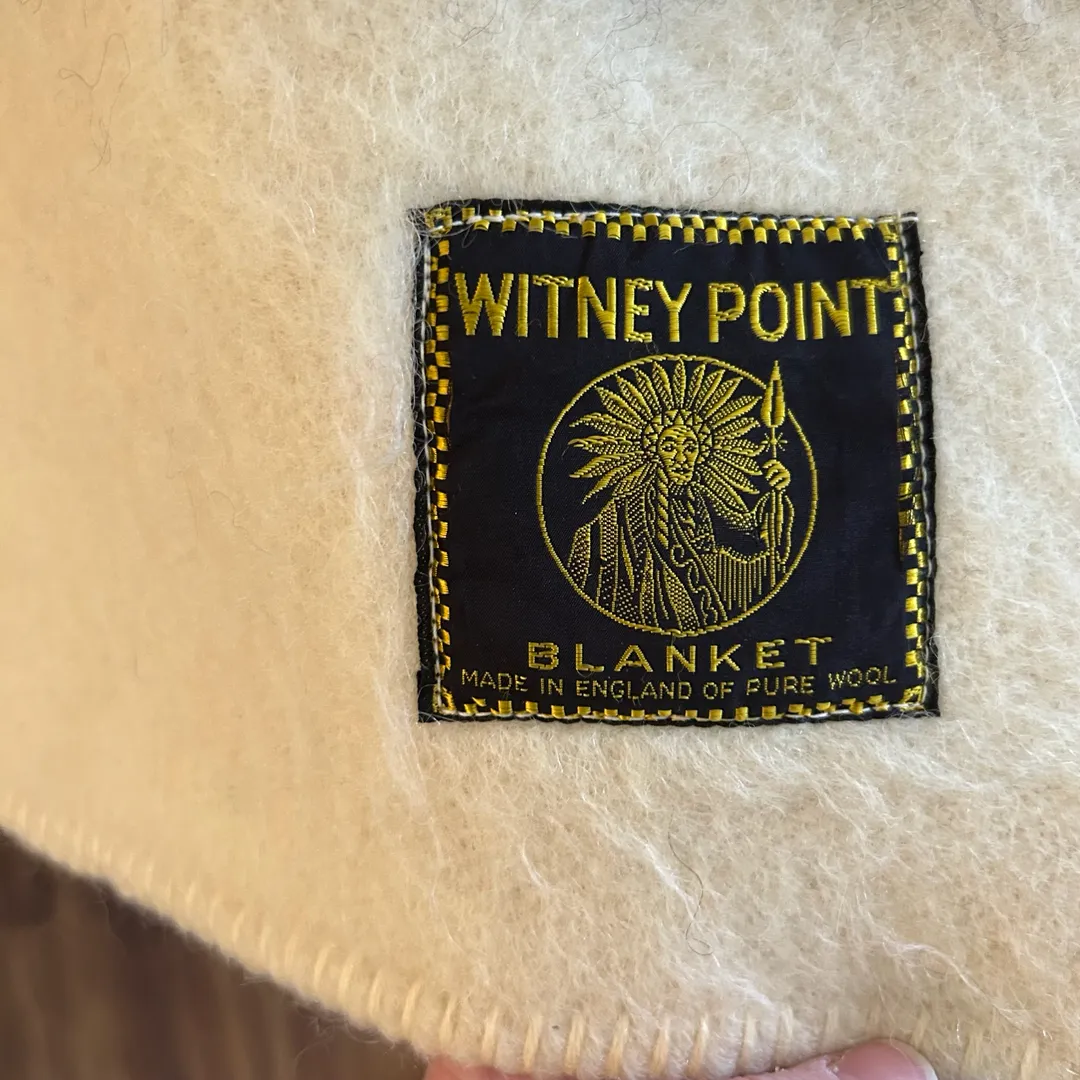 WITNEY POINT
BLANKET
MADE IN ENGLAND OF PURE WOOL